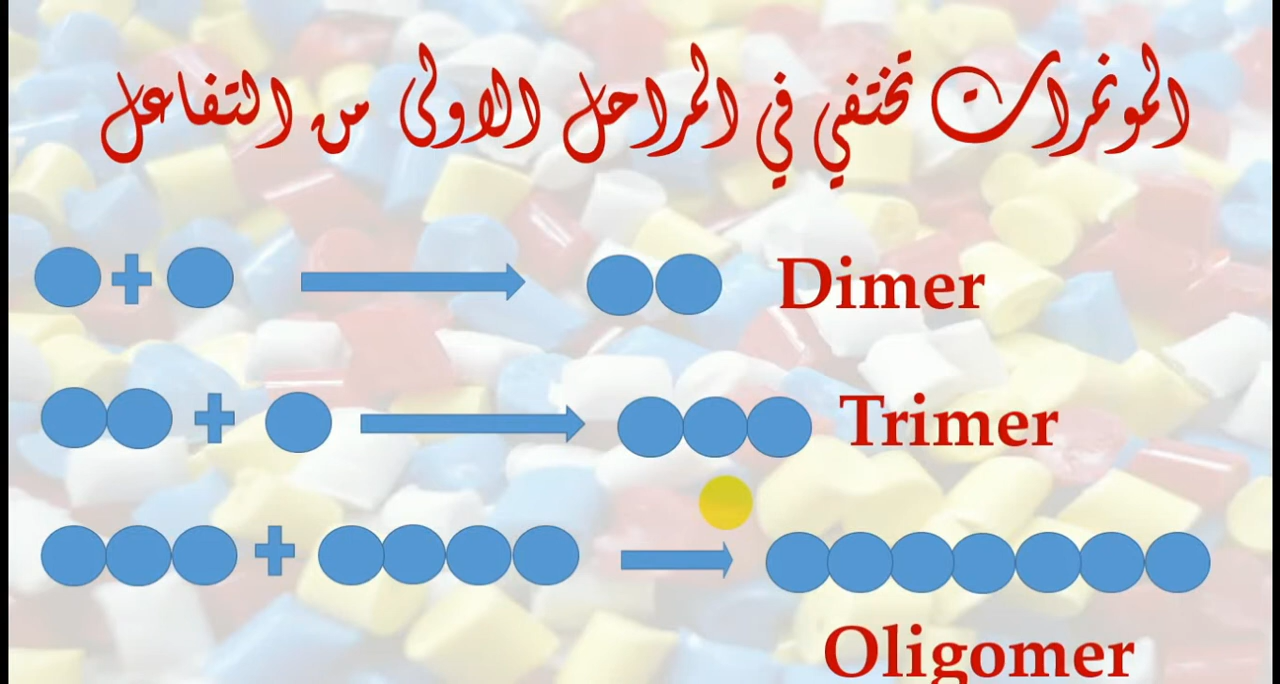 المونمرات تختفي في المراحل الاولى من التفاعل
Dimer
Trimer
Oligomer